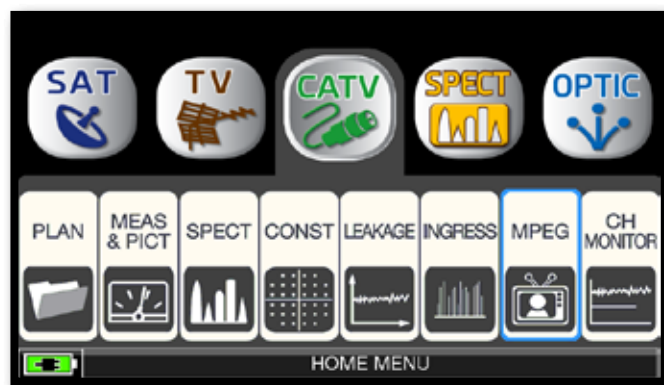 SAT TV CATV SPECT OPTIC
PLAN MEAS & PICT SPECT CONST LEAKAGE INGRESS MPEG CH MONITOR
HOME MENU